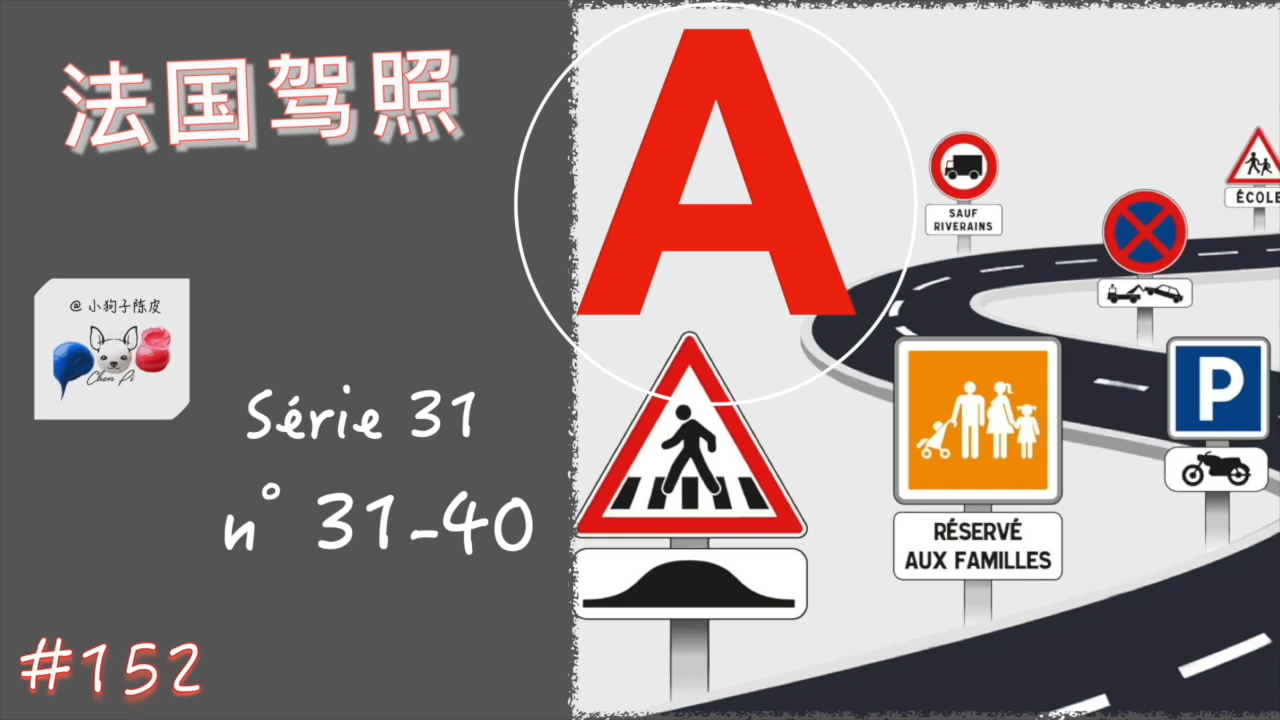 法国驾照
@小狗子陈皮
Chen Pi
Série 31
n° 31-40
#152
A
SAUF
RIVERAINS
ÉCOLE
RÉSERVÉ
AUX FAMILLES
P